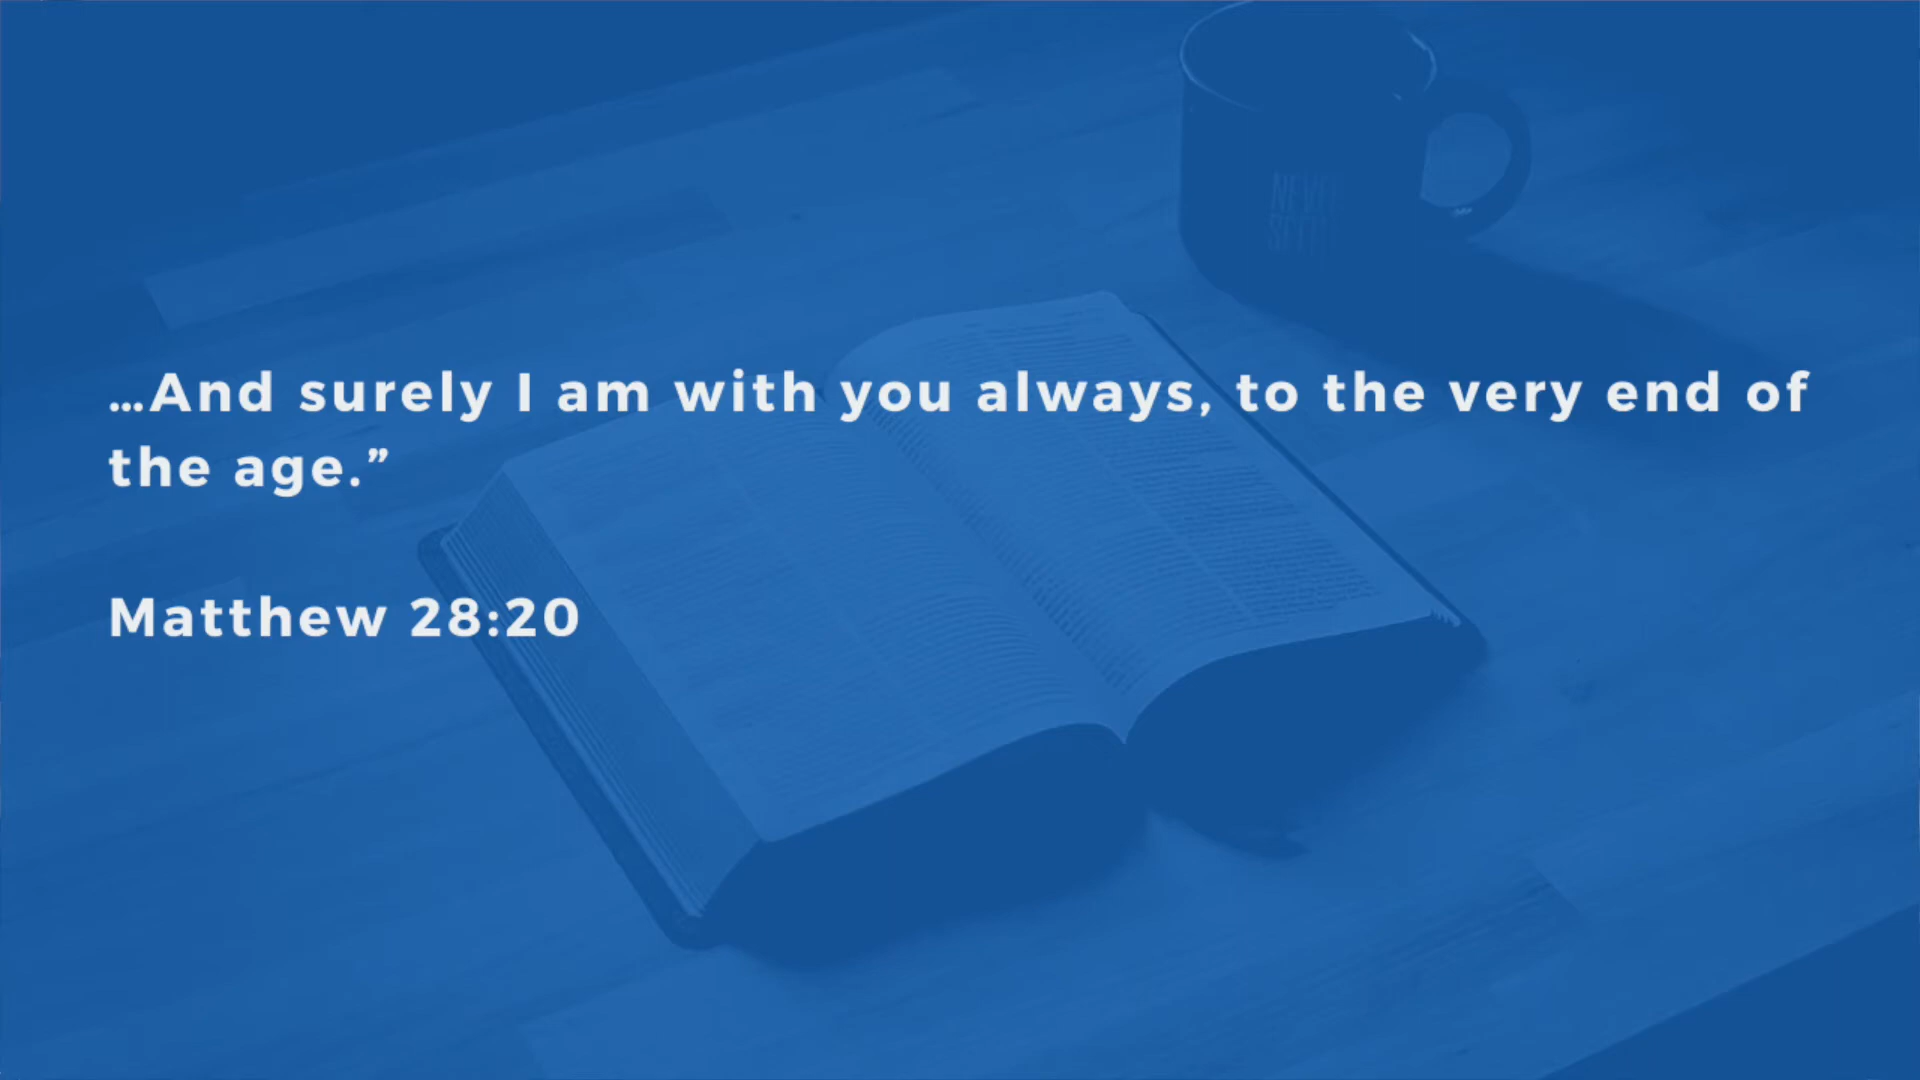 …And surely I am with you always, to the very end of
the age.”
Matthew 28:20